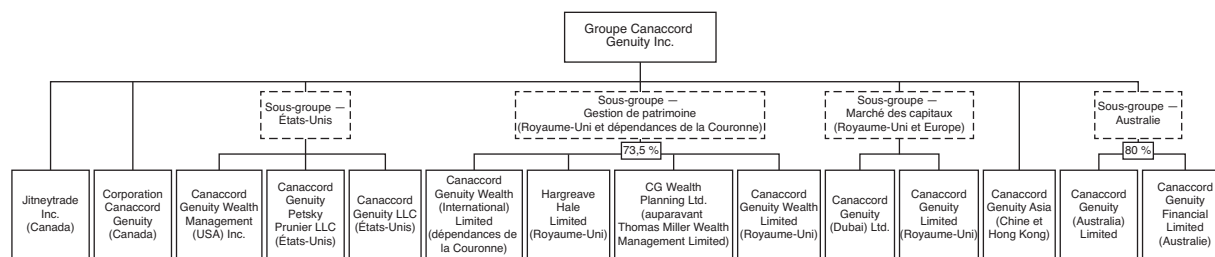 Groupe Canaccord
Genuity Inc.
Sous-groupe —
États-Unis
Sous-groupe —
Gestion de patrimoine
(Royaume-Uni et dépendances de la Couronne)
Sous-groupe —
Marché des capitaux
(Royaume-Uni et Europe)
Sous-groupe —
Australie
73,5 %
80 %
Jitneytrade
Inc.
(Canada)
Corporation
Canaccord
Genuity
(Canada)
Canaccord
Genuity Wealth
Management
(USA) Inc.
Canaccord
Genuity
Petsky
Prunier LLC
(États-Unis)
Canaccord
Genuity LLC
(États-Unis)
Canaccord
Genuity Wealth
(International)
Limited
(dépendances de
la Couronne)
Hargreave
Hale
Limited
(Royaume-Uni)
CG Wealth
Planning Ltd.
(auparavant
Thomas Miller Wealth
Management Limited)
Canaccord
Genuity Wealth
Limited
(Royaume-Uni)
Canaccord
Genuity
(Dubai) Ltd.
Canaccord
Genuity
Limited
(Royaume-Uni)
Canaccord
Genuity Asia
(Chine et
Hong Kong)
Canaccord
Genuity
(Australia)
Limited
Canaccord
Genuity
Financial
Limited
(Australie)